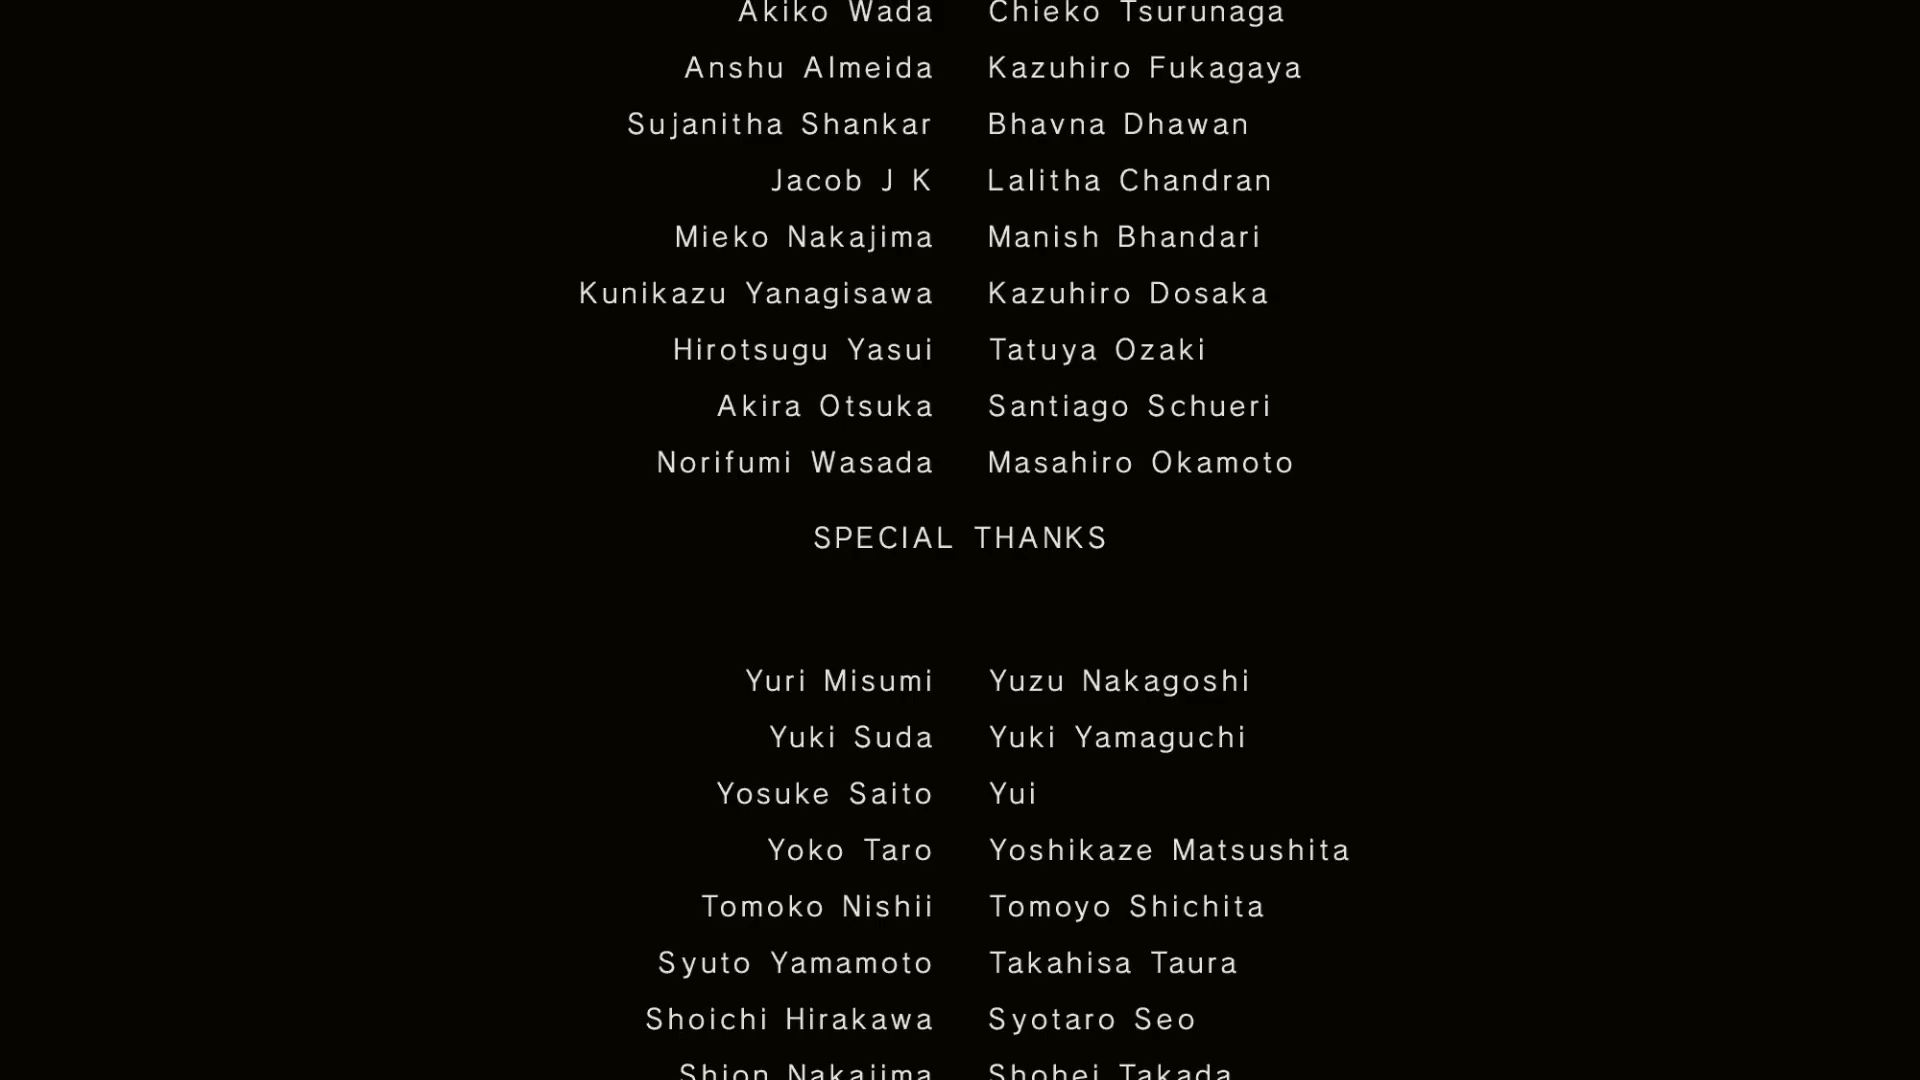 Akiko Wada Chieko Tsurunaga
Anshu Almeida Kazuhiro Fukagaya
Sujanitha Shankar Bhavna Dhawan
Jacob J K Lalitha Chandran
Mieko Nakajima Manish Bhandari
Kunikazu Yanagisawa Kazuhiro Dosaka
Hirotsugu Yasui Tatuya Ozaki
Akira Otsuka Santiago Schueri
Norifumi Wasada Masahiro Okamoto
SPECIAL THANKS
Yuri Misumi Yuzu Nakagoshi
Yuki Suda Yuki Yamaguchi
Yosuke Saito Yui
Yoko Taro Yoshikaze Matsushita
Tomoko Nishii Tomoyo Shichita
Syuto Yamamoto Takahisa Taura
Shoichi Hirakawa Syotaro Seo
Shion Nakajima Shohei Takada